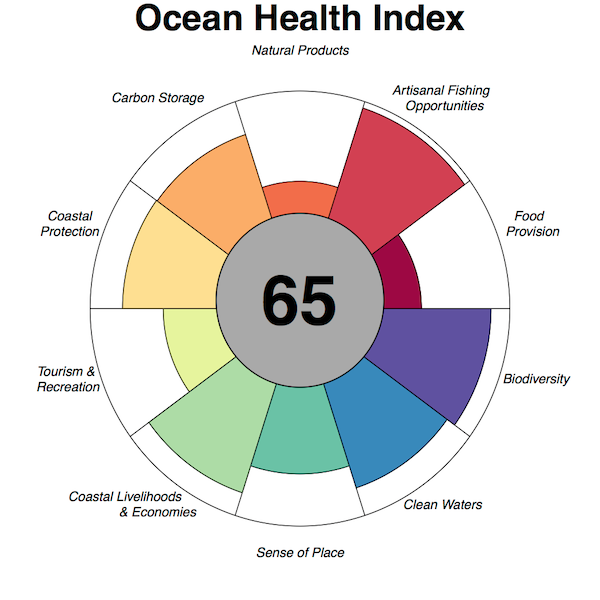 Ocean Health Index
Natural Products
Artisanal Fishing
Opportunities
Carbon Storage
Coastal
Protection
Food
Provision
65
Tourism &
Recreation
Biodiversity
Coastal Livelihoods
& Economies
Clean Waters
Sense of Place